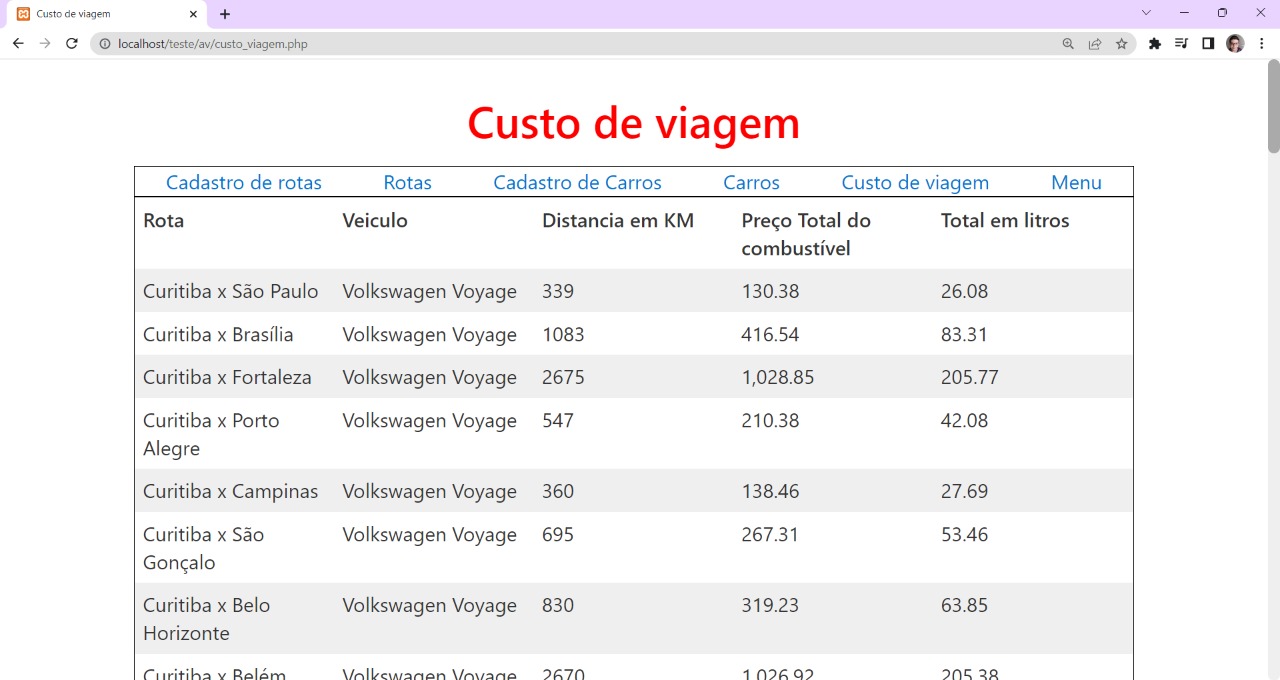 Custo de viagem
localhost/teste/av/custo_viagem.php
Custo de viagem
Cadastro de rotas Rotas Cadastro de Carros Carros Custo de viagem Menu
Rota Veiculo Distancia em KM Preço Total do combustível Total em litros
Curitiba x São Paulo Volkswagen Voyage 339 130.38 26.08
Curitiba x Brasília Volkswagen Voyage 1083 416.54 83.31
Curitiba x Fortaleza Volkswagen Voyage 2675 1,028.85 205.77
Curitiba x Porto Alegre Volkswagen Voyage 547 210.38 42.08
Curitiba x Campinas Volkswagen Voyage 360 138.46 27.69
Curitiba x São Gonçalo Volkswagen Voyage 695 267.31 53.46
Curitiba x Belo Horizonte Volkswagen Voyage 830 319.23 63.85
Curitiba x Belém Volkswagen Voyage 2670 1,026.92 205.38